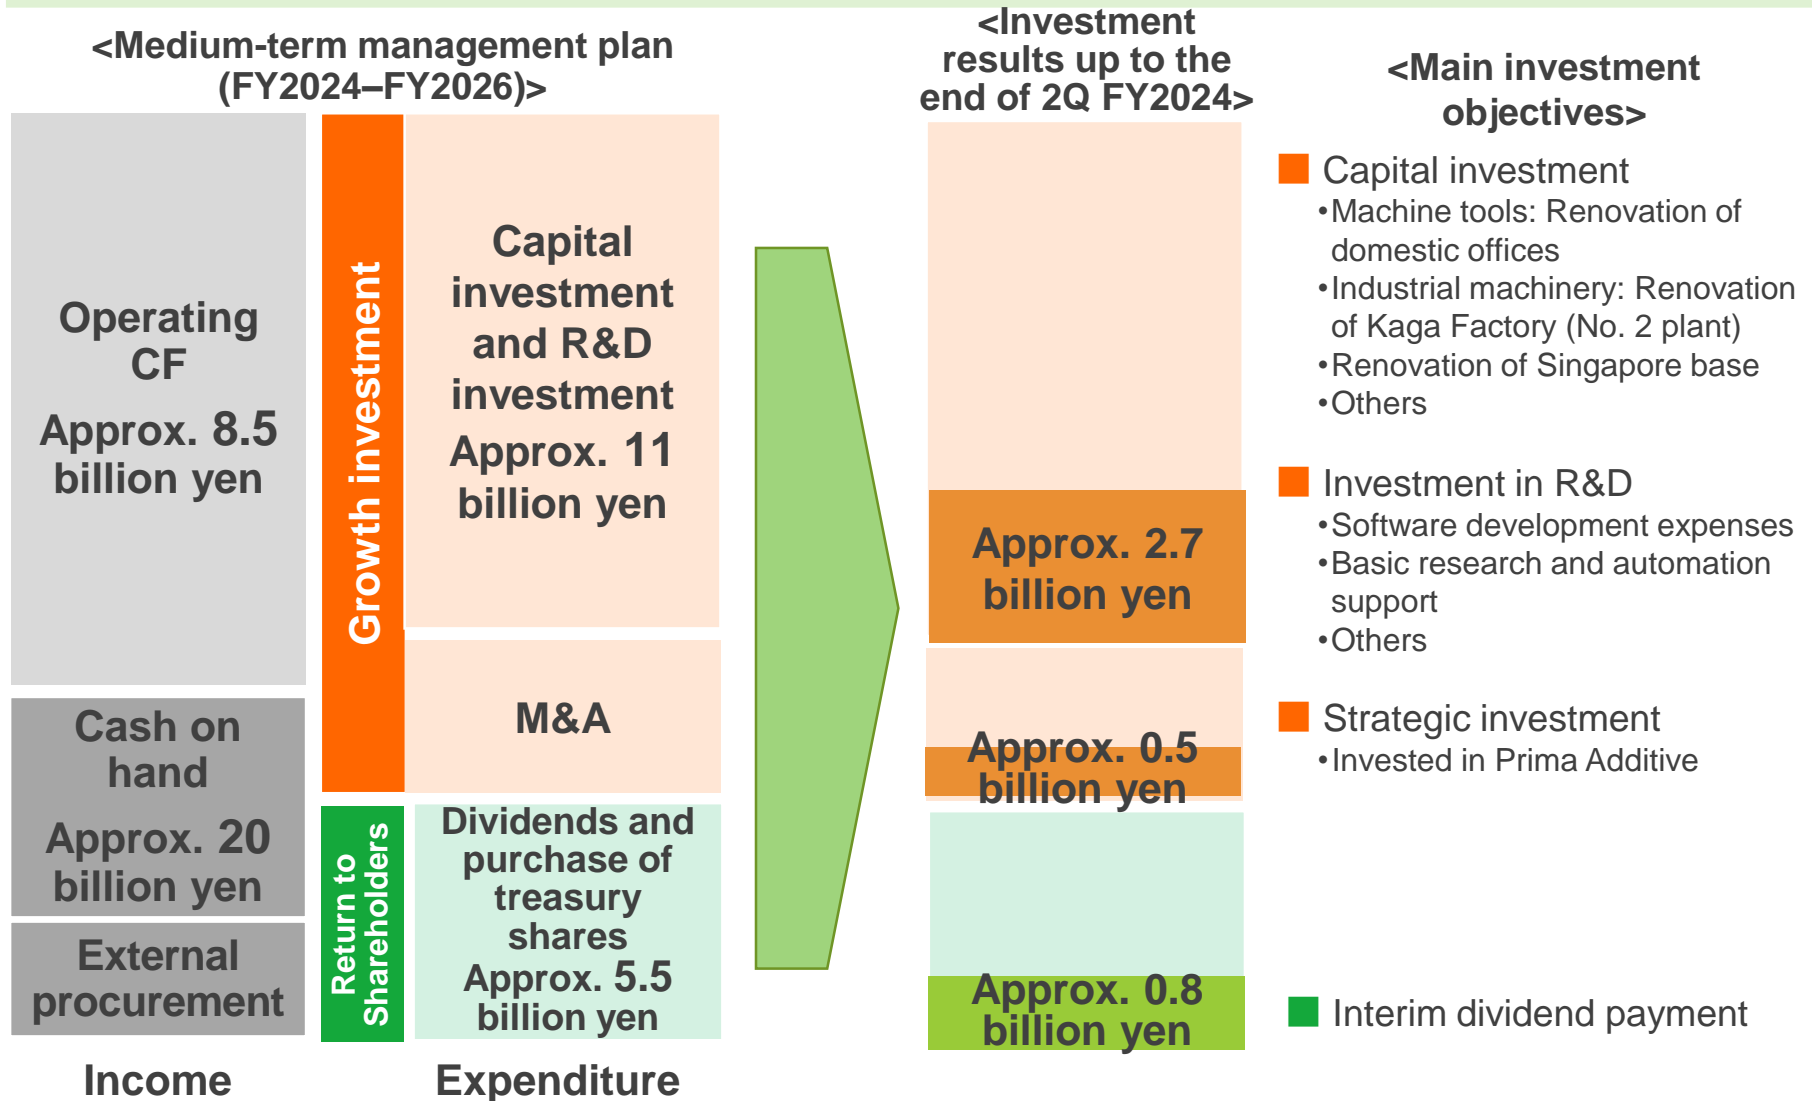 <Medium-term management plan
(FY2024–FY2026)>
Operating
CF
Approx. 8.5
billion yen
Cash on
hand
Approx. 20
billion yen
External
procurement
Income
Growth investment
Capital
investment
and R&D
investment
Approx. 11
billion yen
M&A
Return to
Shareholders
Dividends and
purchase of
treasury
shares
Approx. 5.5
billion yen
Expenditure
<Investment
results up to the
end of 2Q FY2024>
Approx. 2.7
billion yen
Approx. 0.5
billion yen
Approx. 0.8
billion yen
<Main investment
objectives>
Capital investment
•Machine tools: Renovation of
domestic offices
•Industrial machinery: Renovation
of Kaga Factory (No. 2 plant)
•Renovation of Singapore base
•Others
Investment in R&D
•Software development expenses
•Basic research and automation
support
•Others
Strategic investment
•Invested in Prima Additive
Interim dividend payment